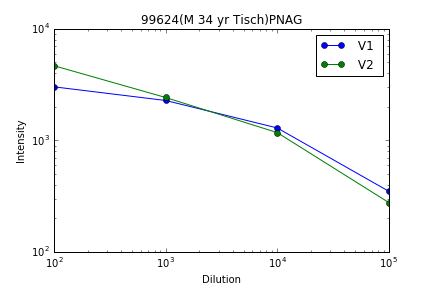 99624(M 34 yr Tisch)PNAG
10^4
V1
V2
10^3
Intensity
10^2
10^2 10^3 10^4 10^5
Dilution